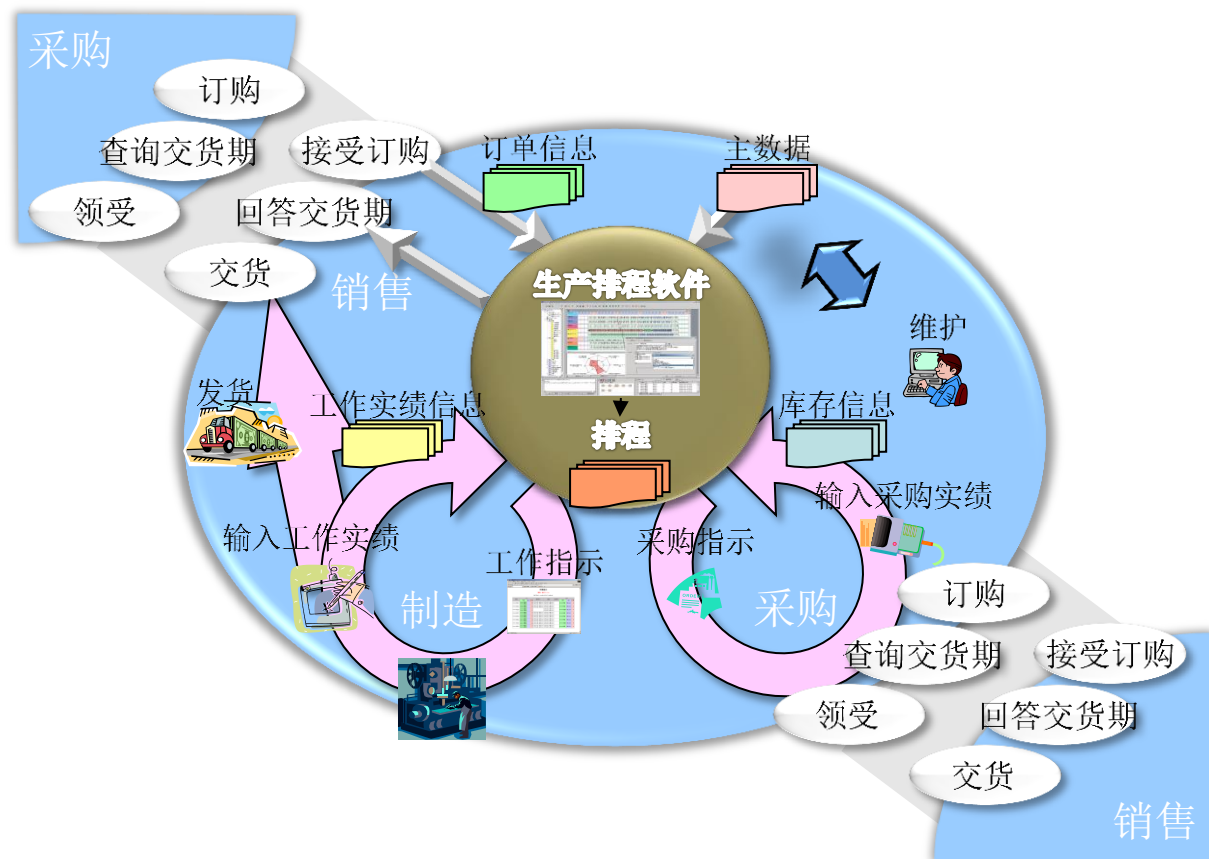 采购
订购
查询交货期
接受订购
领受
回答交货期
交货
销售
订单信息
主数据
生产排程软件
排程
维护
发货
工作实绩信息
库存信息
输入采购实绩
输入工作实绩
工作指示
采购指示
制造
采购
订购
查询交货期
接受订购
领受
回答交货期
交货
销售